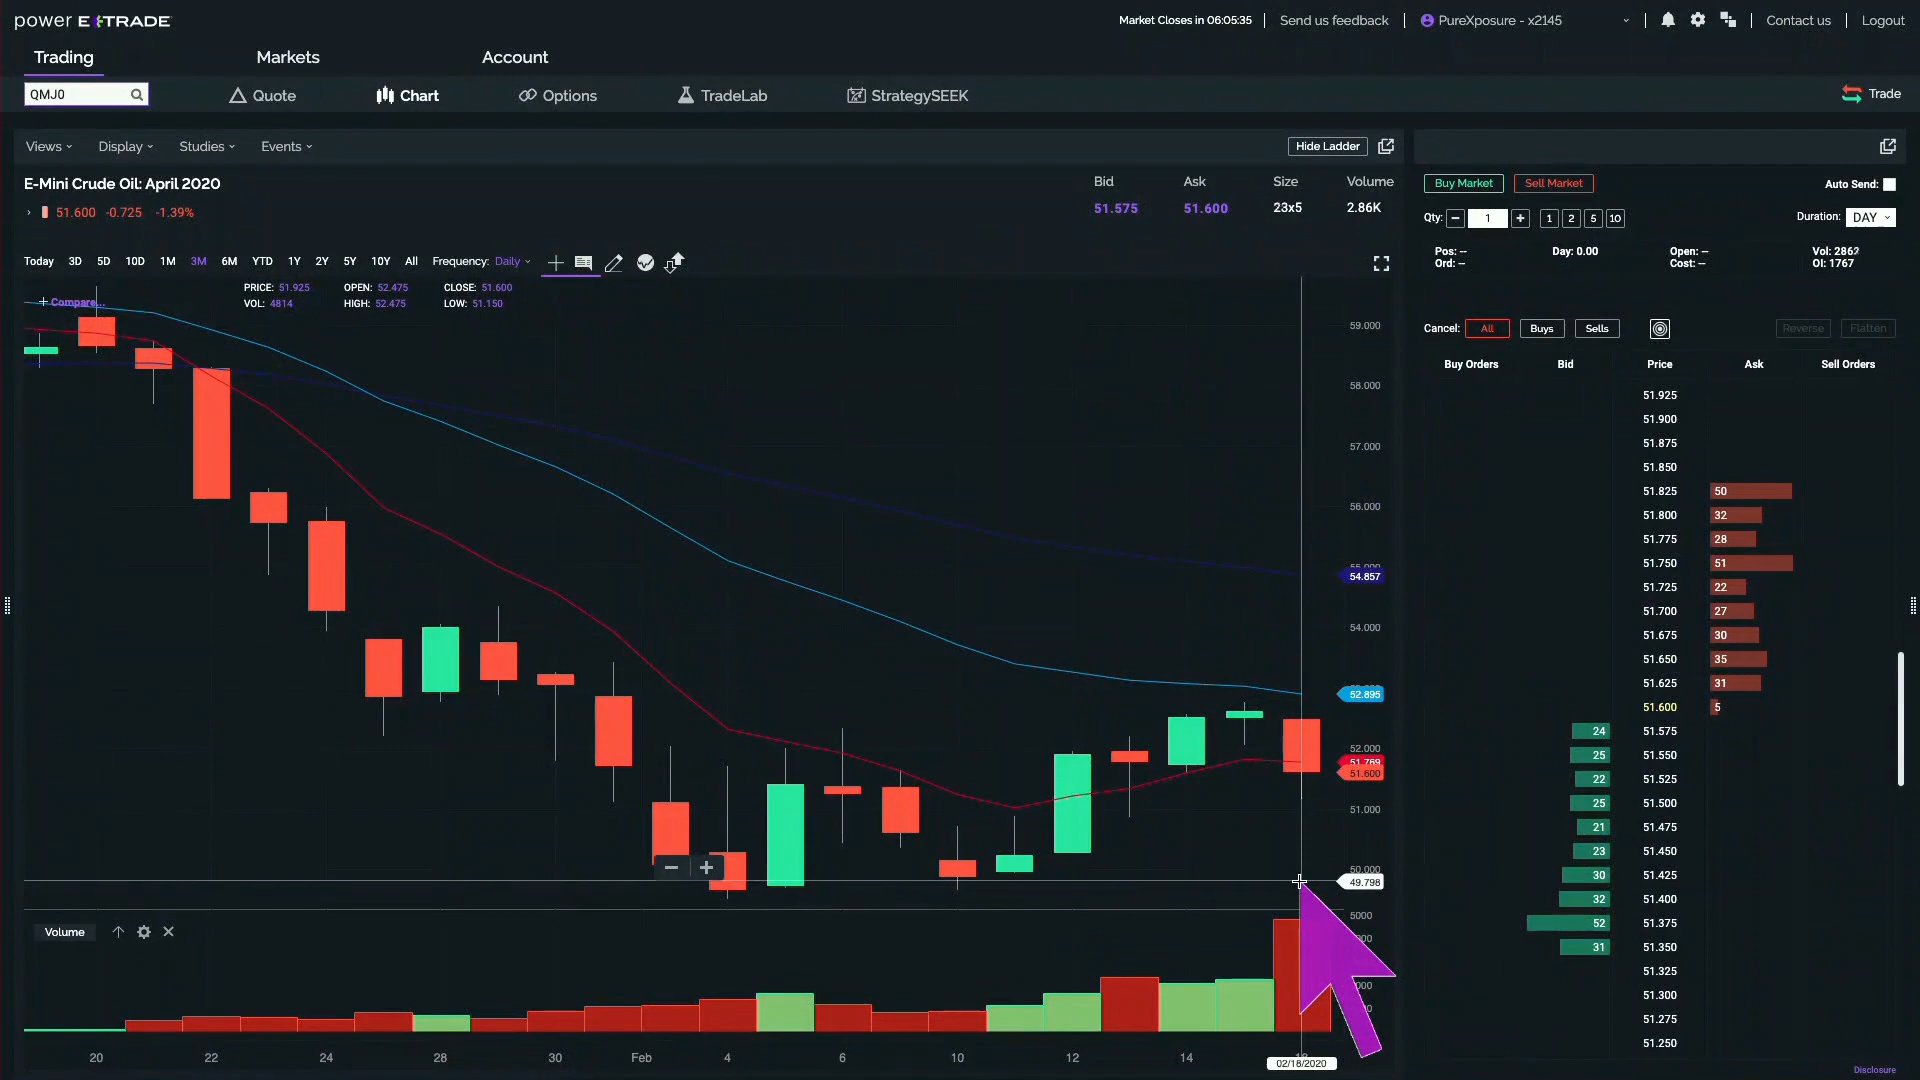 power E*TRADE
Market Closes in 06:05:35
Send us feedback
PureXposure - x2145
Contact us
Logout
Trading
Markets
Account
QMJ0
Quote
Chart
Options
TradeLab
StrategySEEK
Trade
Views
Display
Studies
Events
Hide Ladder
E-Mini Crude Oil: April 2020
51.600 -0.725 -1.39%
Bid Ask Size Volume
51.575 51.600 23x5 2.86K
Today 3D 5D 10D 1M 3M 6M YTD 1Y 2Y 5Y 10Y All Frequency: Daily
PRICE: 51.925 OPEN: 52.475 CLOSE: 51.600
VOL: 4814 HIGH: 52.475 LOW: 51.150
Compare...
59.000
58.000
57.000
56.000
54.857
54.000
52.895
52.000
51.769
51.600
51.000
50.000
49.798
Volume
5000
20 22 24 28 30 Feb 4 6 10 12 14
02/18/2020
Buy Market
Sell Market
Auto Send:
Qty: 1
1 2 5 10
Duration: DAY
Pos: -- Day: 0.00 Open: -- Vol: 2862
Ord: -- Cost: -- OI: 1767
Cancel: All Buys Sells
Reverse Flatten
Buy Orders Bid Price Ask Sell Orders
51.925
51.900
51.875
51.850
51.825 50
51.800 32
51.775 28
51.750 51
51.725 22
51.700 27
51.675 30
51.650 35
51.625 31
51.600 5
24 51.575
25 51.550
22 51.525
25 51.500
21 51.475
23 51.450
30 51.425
32 51.400
52 51.375
31 51.350
51.325
51.300
51.275
51.250
Disclosure